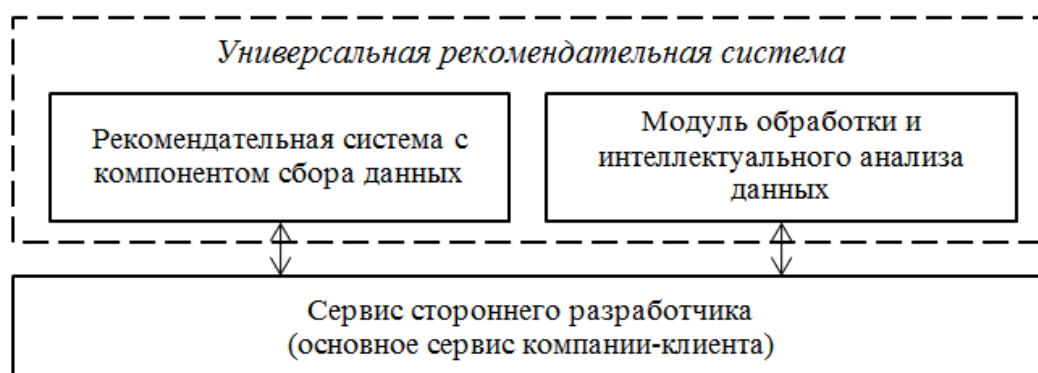 Универсальная рекомендательная система
Рекомендательная система с
компонентом сбора данных
Модуль обработки и
интеллектуального анализа
данных
Сервис стороннего разработчика
(основное сервис компании-клиента)